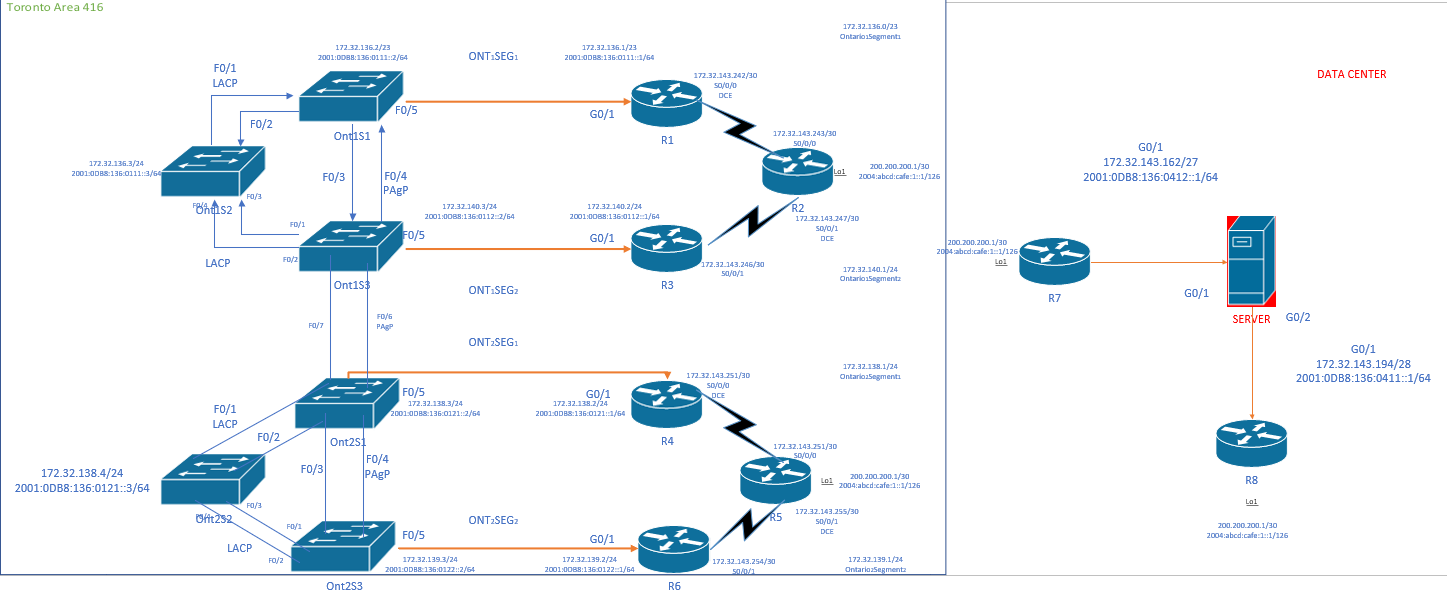 Toronto Area 416
172.32.136.0/23
Ontario₁Segment₁
172.32.136.2/23
2001:0DB8:136:0111::2/64
ONT₁SEG₁
172.32.136.1/23
2001:0DB8:136:0111::1/64
F0/1
LACP
172.32.143.242/30
S0/0/0
DCE
DATA CENTER
F0/5
G0/1
F0/2
Ont1S1
R1
172.32.143.243/30
S0/0/0
G0/1
172.32.143.162/27
2001:0DB8:136:0412::1/64
172.32.136.3/24
2001:0DB8:136:0111::3/64
F0/3
F0/4
PAgP
200.200.200.1/30
2004:abcd:cafe:1::1/126
Lo1
F0/3
F0/4
Ont1S2
172.32.140.3/24
2001:0DB8:136:0112::2/64
172.32.140.2/24
2001:0DB8:136:0112::1/64
R2
172.32.143.247/30
S0/0/1
DCE
F0/1
F0/5
G0/1
200.200.200.1/30
2004:abcd:cafe:1::1/126
Lo1
LACP
F0/2
172.32.143.246/30
S0/0/1
172.32.140.1/24
Ontario₁Segment₂
Ont1S3
R3
ONT₁SEG₂
R7
G0/1
SERVER
G0/2
F0/7
F0/6
PAgP
ONT₂SEG₁
G0/1
172.32.143.194/28
2001:0DB8:136:0411::1/64
172.32.138.1/24
Ontario₂Segment₁
172.32.143.251/30
S0/0/0
DCE
F0/5
G0/1
172.32.138.3/24
2001:0DB8:136:0121::2/64
172.32.138.2/24
2001:0DB8:136:0121::1/64
F0/1
LACP
F0/2
Ont2S1
R4
172.32.143.251/30
S0/0/0
F0/3
F0/4
PAgP
172.32.138.4/24
2001:0DB8:136:0121::3/64
Lo1
200.200.200.1/30
2004:abcd:cafe:1::1/126
R8
Lo1
F0/3
Ont2S2
R5
172.32.143.255/30
S0/0/1
DCE
ONT₂SEG₂
F0/1
F0/5
G0/1
200.200.200.1/30
2004:abcd:cafe:1::1/126
LACP
F0/2
172.32.139.3/24
2001:0DB8:136:0122::2/64
172.32.139.2/24
2001:0DB8:136:0122::1/64
172.32.143.254/30
S0/0/1
172.32.139.1/24
Ontario₂Segment₂
Ont2S3
R6